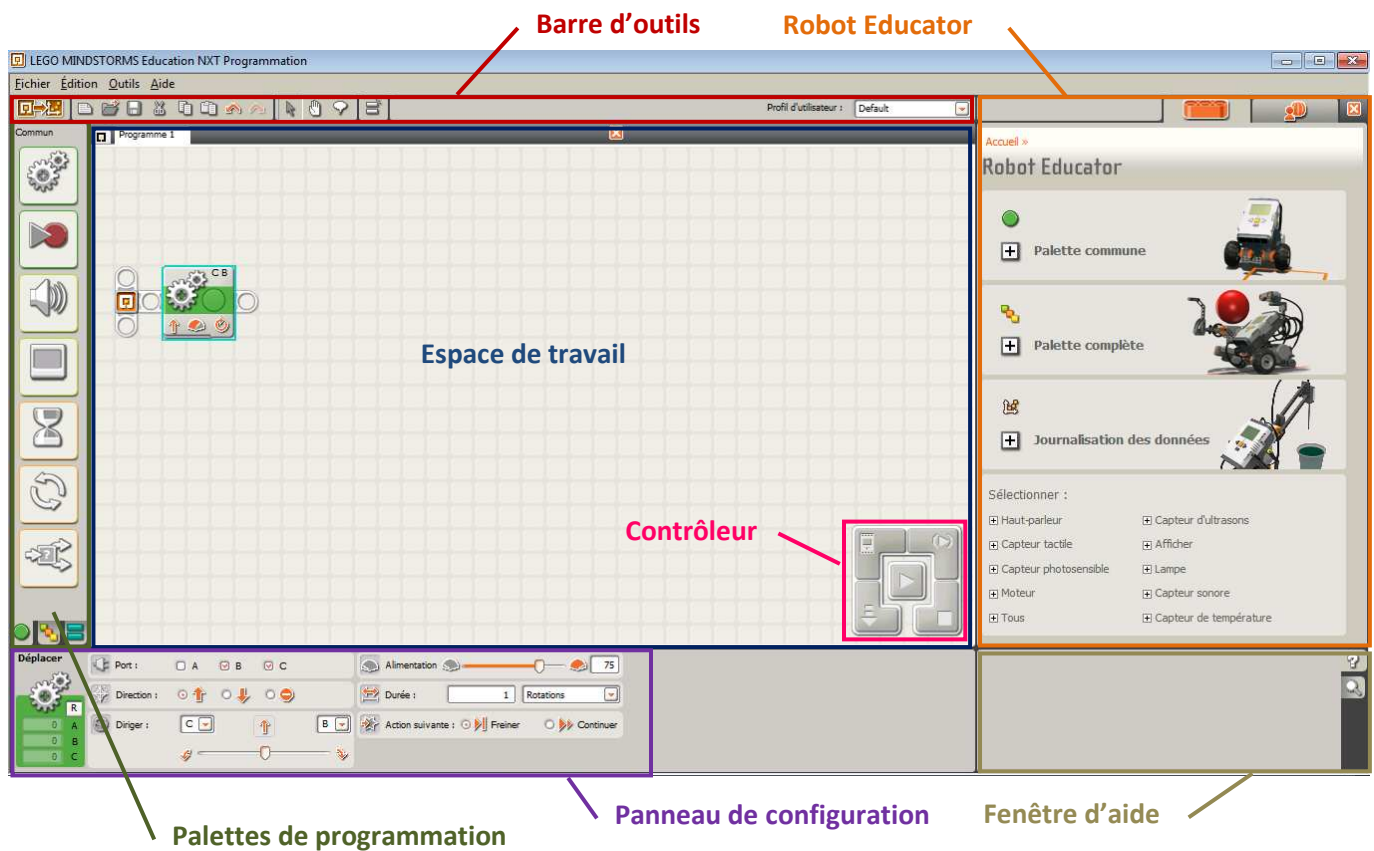 Barre d’outils
Robot Educator
LEGO MINDSTORMS Education NXT Programmation
Fichier Édition Outils Aide
Profil d'utilisateur : Default
Commun
Programme 1
C B
Espace de travail
Contrôleur
Accueil »
Robot Educator
Palette commune
Palette complète
Journalisation des données
Sélectionner :
Haut-parleur Capteur d'ultrasons
Capteur tactile Afficher
Capteur photosensible Lampe
Moteur Capteur sonore
Tous Capteur de température
Déplacer
R
0 A
0 B
0 C
Port : A B C
Direction :
Diriger : C B
Alimentation 75
Durée : 1 Rotations
Action suivante : Freiner Continuer
?
Panneau de configuration
Fenêtre d’aide
Palettes de programmation